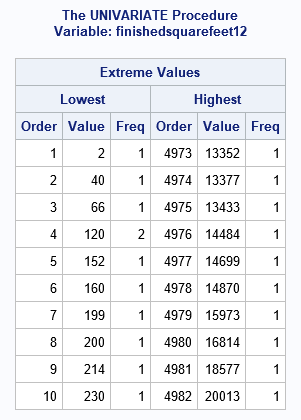 The UNIVARIATE Procedure
Variable: finishedsquarefeet12
Extreme Values
Lowest Highest
Order Value Freq Order Value Freq
1 2 1 4973 13352 1
2 40 1 4974 13377 1
3 66 1 4975 13433 1
4 120 2 4976 14484 1
5 152 1 4977 14699 1
6 160 1 4978 14870 1
7 199 1 4979 15973 1
8 200 1 4980 16814 1
9 214 1 4981 18577 1
10 230 1 4982 20013 1